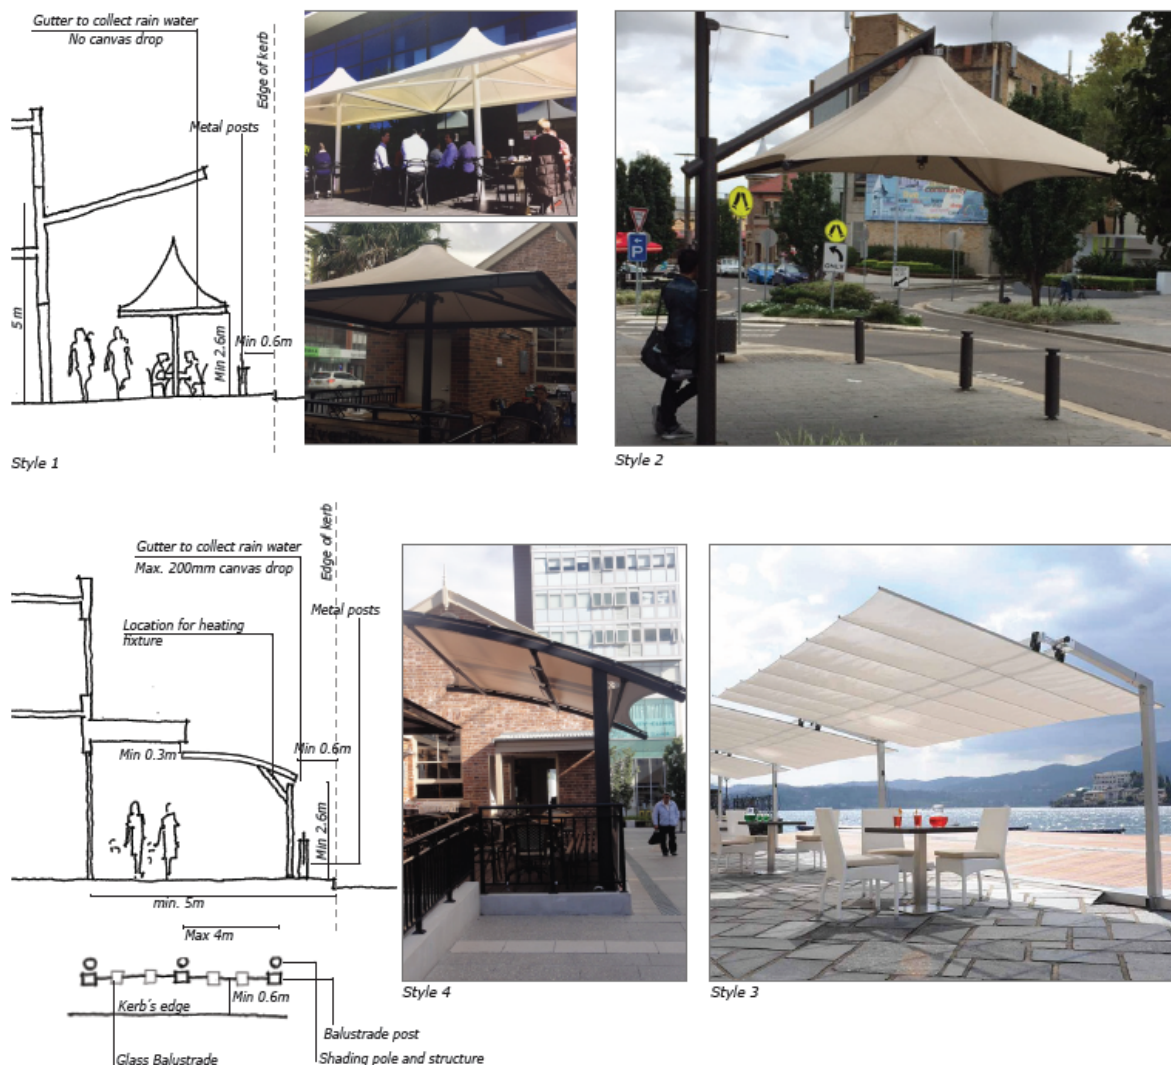 Gutter to collect rain water
No canvas drop
Edge of kerb
Metal posts
5 m
Min 2.6m
Min 0.6m
Style 1
P
ONLY
Style 2
Gutter to collect rain water
Max. 200mm canvas drop
Edge of kerb
Metal posts
Location for heating
fixture
Min 0.3m
Min 0.6m
Min 2.6m
min. 5m
Max 4m
Min 0.6m
Kerb's edge
Balustrade post
Glass Balustrade
Shading pole and structure
Style 4
Style 3